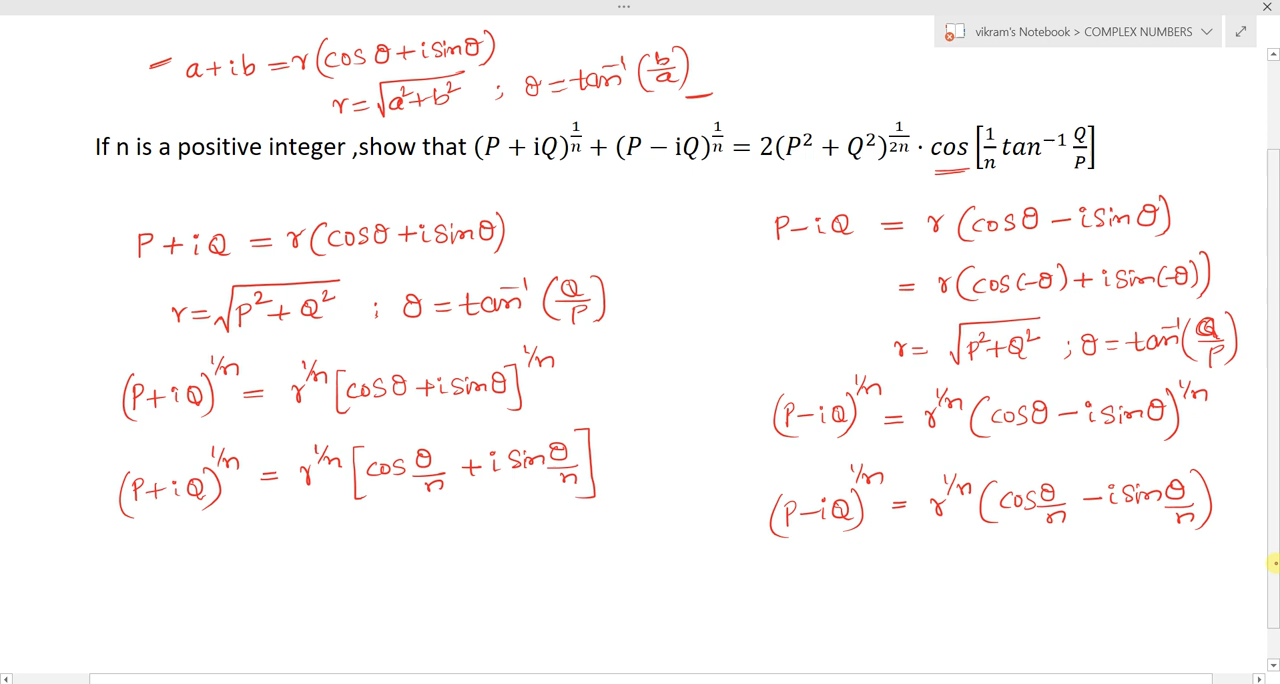 vikram's Notebook > COMPLEX NUMBERS
a+ib = r(cosθ+isinθ)
r=√(a²+b²) ; θ=tan⁻¹(b/a)
If n is a positive integer ,show that (P + iQ)^(1/n) + (P − iQ)^(1/n) = 2(P² + Q²)^(1/2n) · cos[1/n tan⁻¹ Q/P]
P+iQ = r(cosθ+isinθ)
r=√(P²+Q²) ; θ=tan⁻¹(Q/P)
(P+iQ)^(1/n) = r^(1/n)[cosθ+isinθ]^(1/n)
(P+iQ)^(1/n) = r^(1/n)[cos θ/n + i sin θ/n]
P−iQ = r(cosθ−isinθ)
= r(cos(−θ)+isin(−θ))
r= √(P²+Q²) ; θ=tan⁻¹(Q/P)
(P−iQ)^(1/n) = r^(1/n)(cosθ−isinθ)^(1/n)
(P−iQ)^(1/n) = r^(1/n)(cos θ/n −isin θ/n)